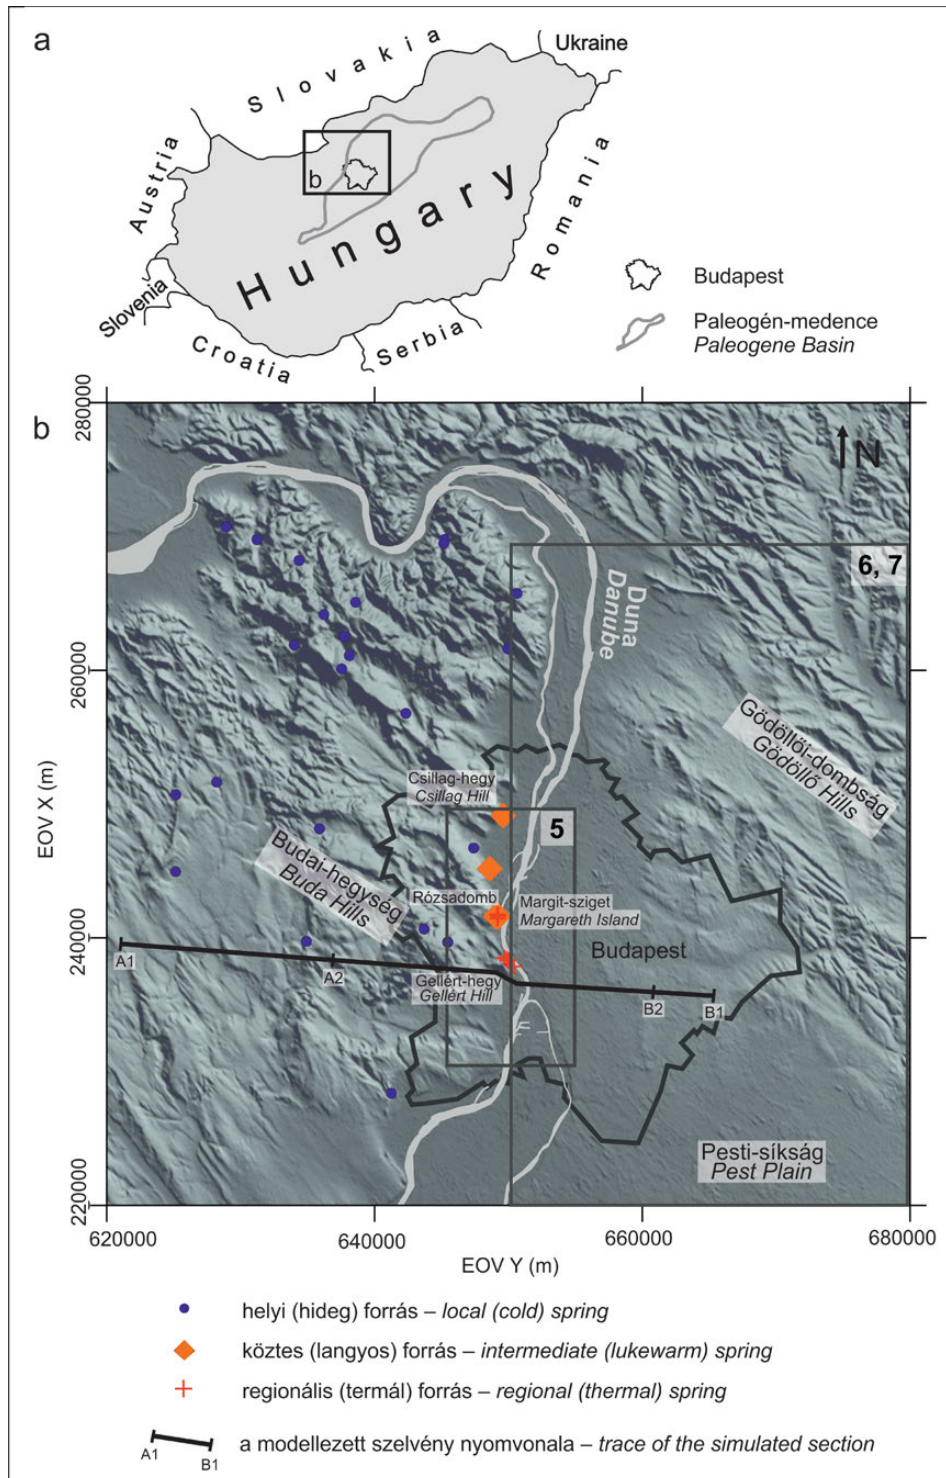 a
Slovakia
Ukraine
Austria
b
Hungary
Romania
Slovenia
Croatia
Serbia
Budapest
Paleogén-medence
Paleogene Basin
b
N
6, 7
Duna
Danube
Gödöllői-dombság
Gödöllő Hills
Csillag-hegy
Csillag Hill
5
Budai-hegység
Buda Hills
Rózsadomb
Margit-sziget
Margareth Island
Budapest
A1
A2
Gellért-hegy
Gellért Hill
B2
B1
Pesti-síkság
Pest Plain
280000
260000
240000
220000
EOV X (m)
620000
640000
660000
680000
EOV Y (m)
helyi (hideg) forrás – local (cold) spring
köztes (langyos) forrás – intermediate (lukewarm) spring
regionális (termál) forrás – regional (thermal) spring
A1
B1
a modellezett szelvény nyomvonala – trace of the simulated section